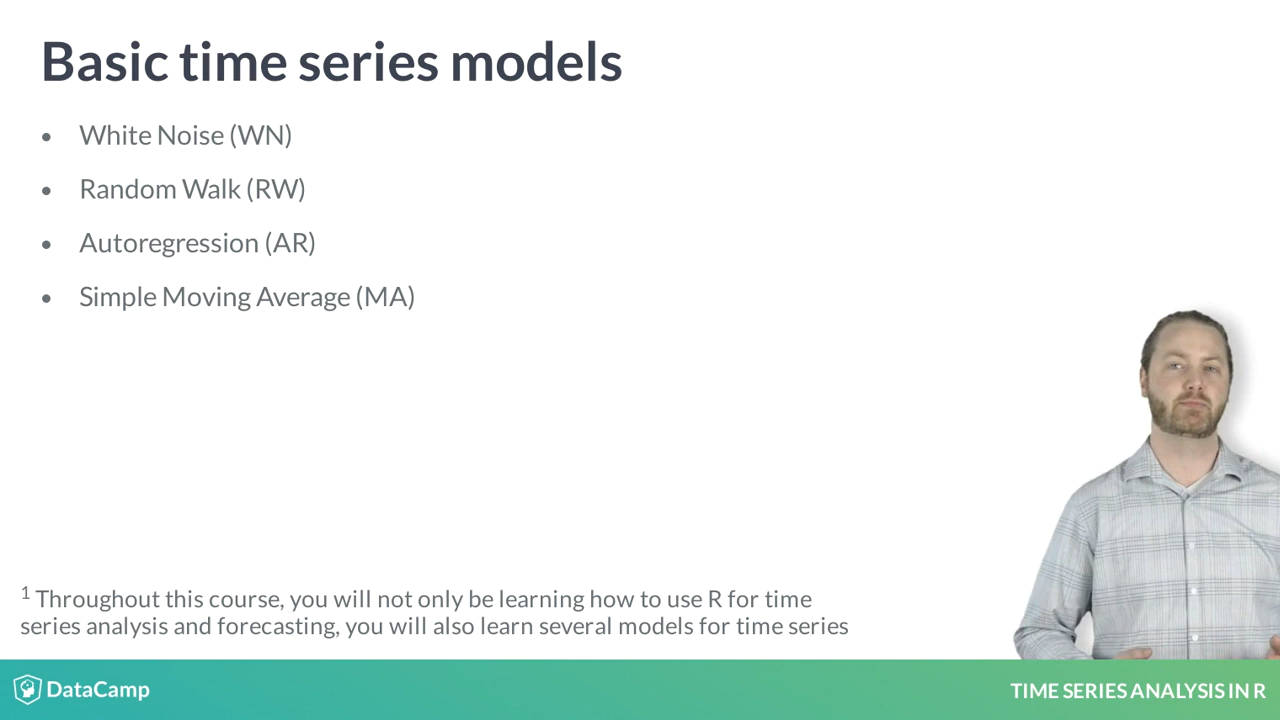 Basic time series models
• White Noise (WN)
• Random Walk (RW)
• Autoregression (AR)
• Simple Moving Average (MA)
1 Throughout this course, you will not only be learning how to use R for time
series analysis and forecasting, you will also learn several models for time series
DataCamp
TIME SERIES ANALYSIS IN R